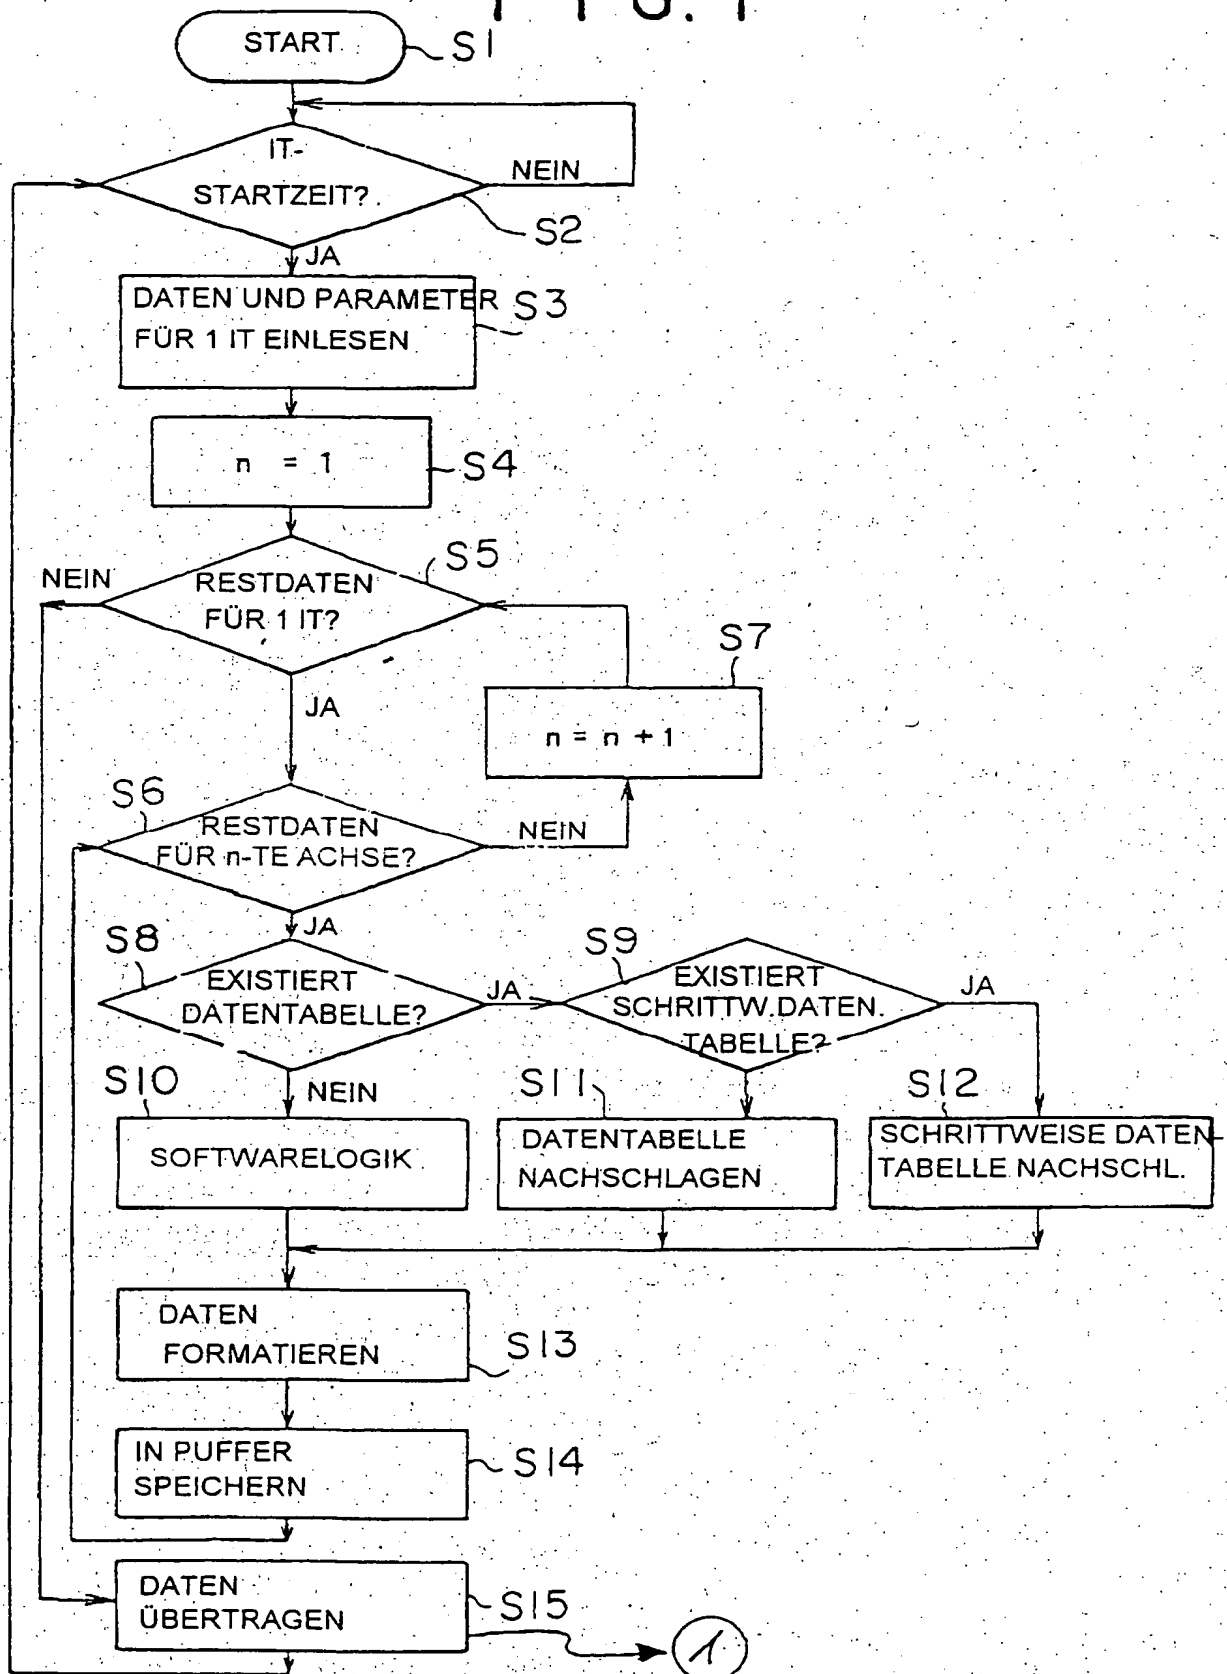 FIG. 1
START
S1
IT-
STARTZEIT?
NEIN
S2
JA
DATEN UND PARAMETER
FÜR 1 IT EINLESEN
S3
n = 1
S4
S5
NEIN
RESTDATEN
FÜR 1 IT?
S7
JA
n = n + 1
S6
RESTDATEN
FÜR n-TE ACHSE?
NEIN
JA
S8
EXISTIERT
DATENTABELLE?
JA
S9
EXISTIERT
SCHRITTW.DATEN.
TABELLE?
JA
S10
NEIN
S11
S12
SOFTWARELOGIK
DATENTABELLE
NACHSCHLAGEN
SCHRITTWEISE DATEN-
TABELLE NACHSCHL.
DATEN
FORMATIEREN
S13
IN PUFFER
SPEICHERN
S14
DATEN
ÜBERTRAGEN
S15
1